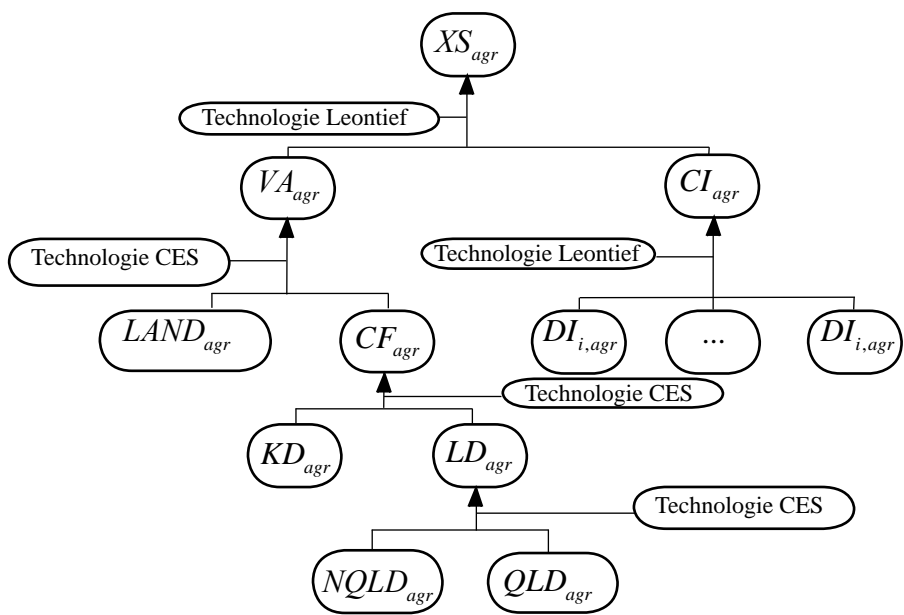 XS_agr
Technologie Leontief
VA_agr
CI_agr
Technologie CES
Technologie Leontief
LAND_agr
CF_agr
DI_i,agr
...
DI_i,agr
Technologie CES
KD_agr
LD_agr
Technologie CES
NQLD_agr
QLD_agr